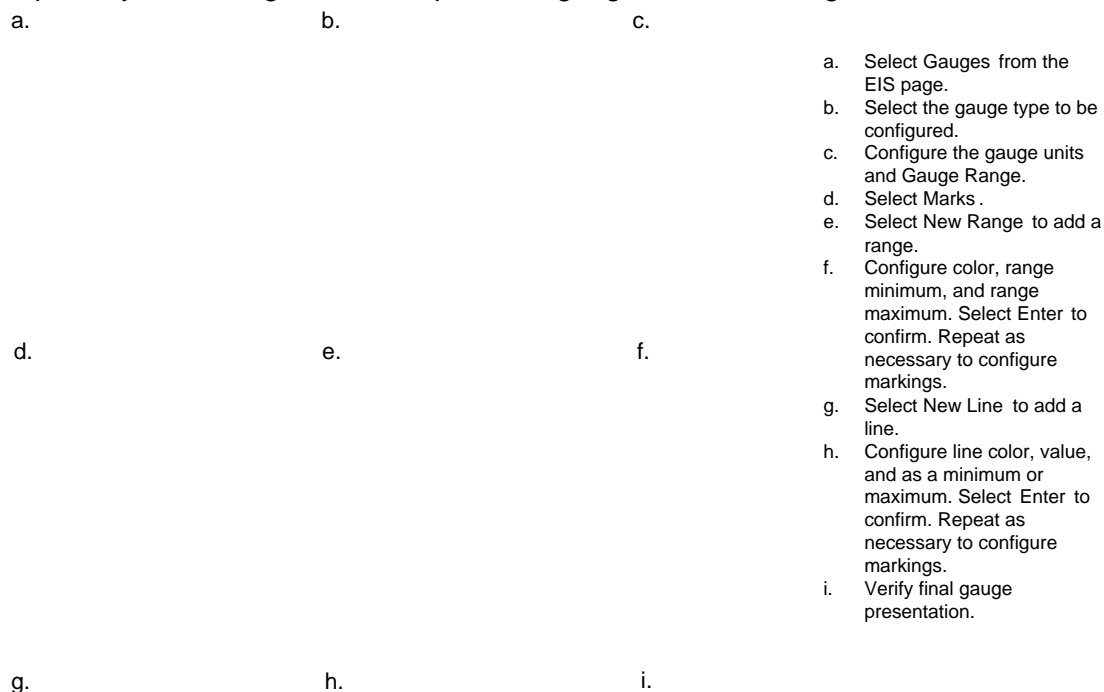 a. b. c.
a. Select Gauges from the
EIS page.
b. Select the gauge type to be
configured.
c. Configure the gauge units
and Gauge Range.
d. Select Marks .
e. Select New Range to add a
range.
f. Configure color, range
minimum, and range
maximum. Select Enter to
confirm. Repeat as
necessary to configure
markings.
d. e. f.
g. Select New Line to add a
line.
h. Configure line color, value,
and as a minimum or
maximum. Select Enter to
confirm. Repeat as
necessary to configure
markings.
i. Verify final gauge
presentation.
g. h. i.